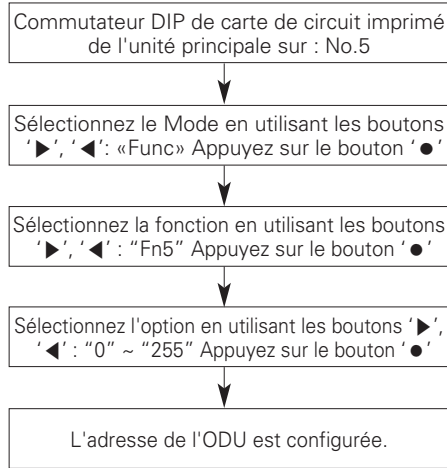 Commutateur DIP de carte de circuit imprimé
de l'unité principale sur : No.5
Sélectionnez le Mode en utilisant les boutons
‘▶’, ‘◀’: «Func» Appuyez sur le bouton ‘●’
Sélectionnez la fonction en utilisant les boutons
‘▶’, ‘◀’ : “Fn5” Appuyez sur le bouton ‘●’
Sélectionnez l'option en utilisant les boutons ‘▶’,
‘◀’ : “0” ~ “255” Appuyez sur le bouton ‘●’
L'adresse de l'ODU est configurée.